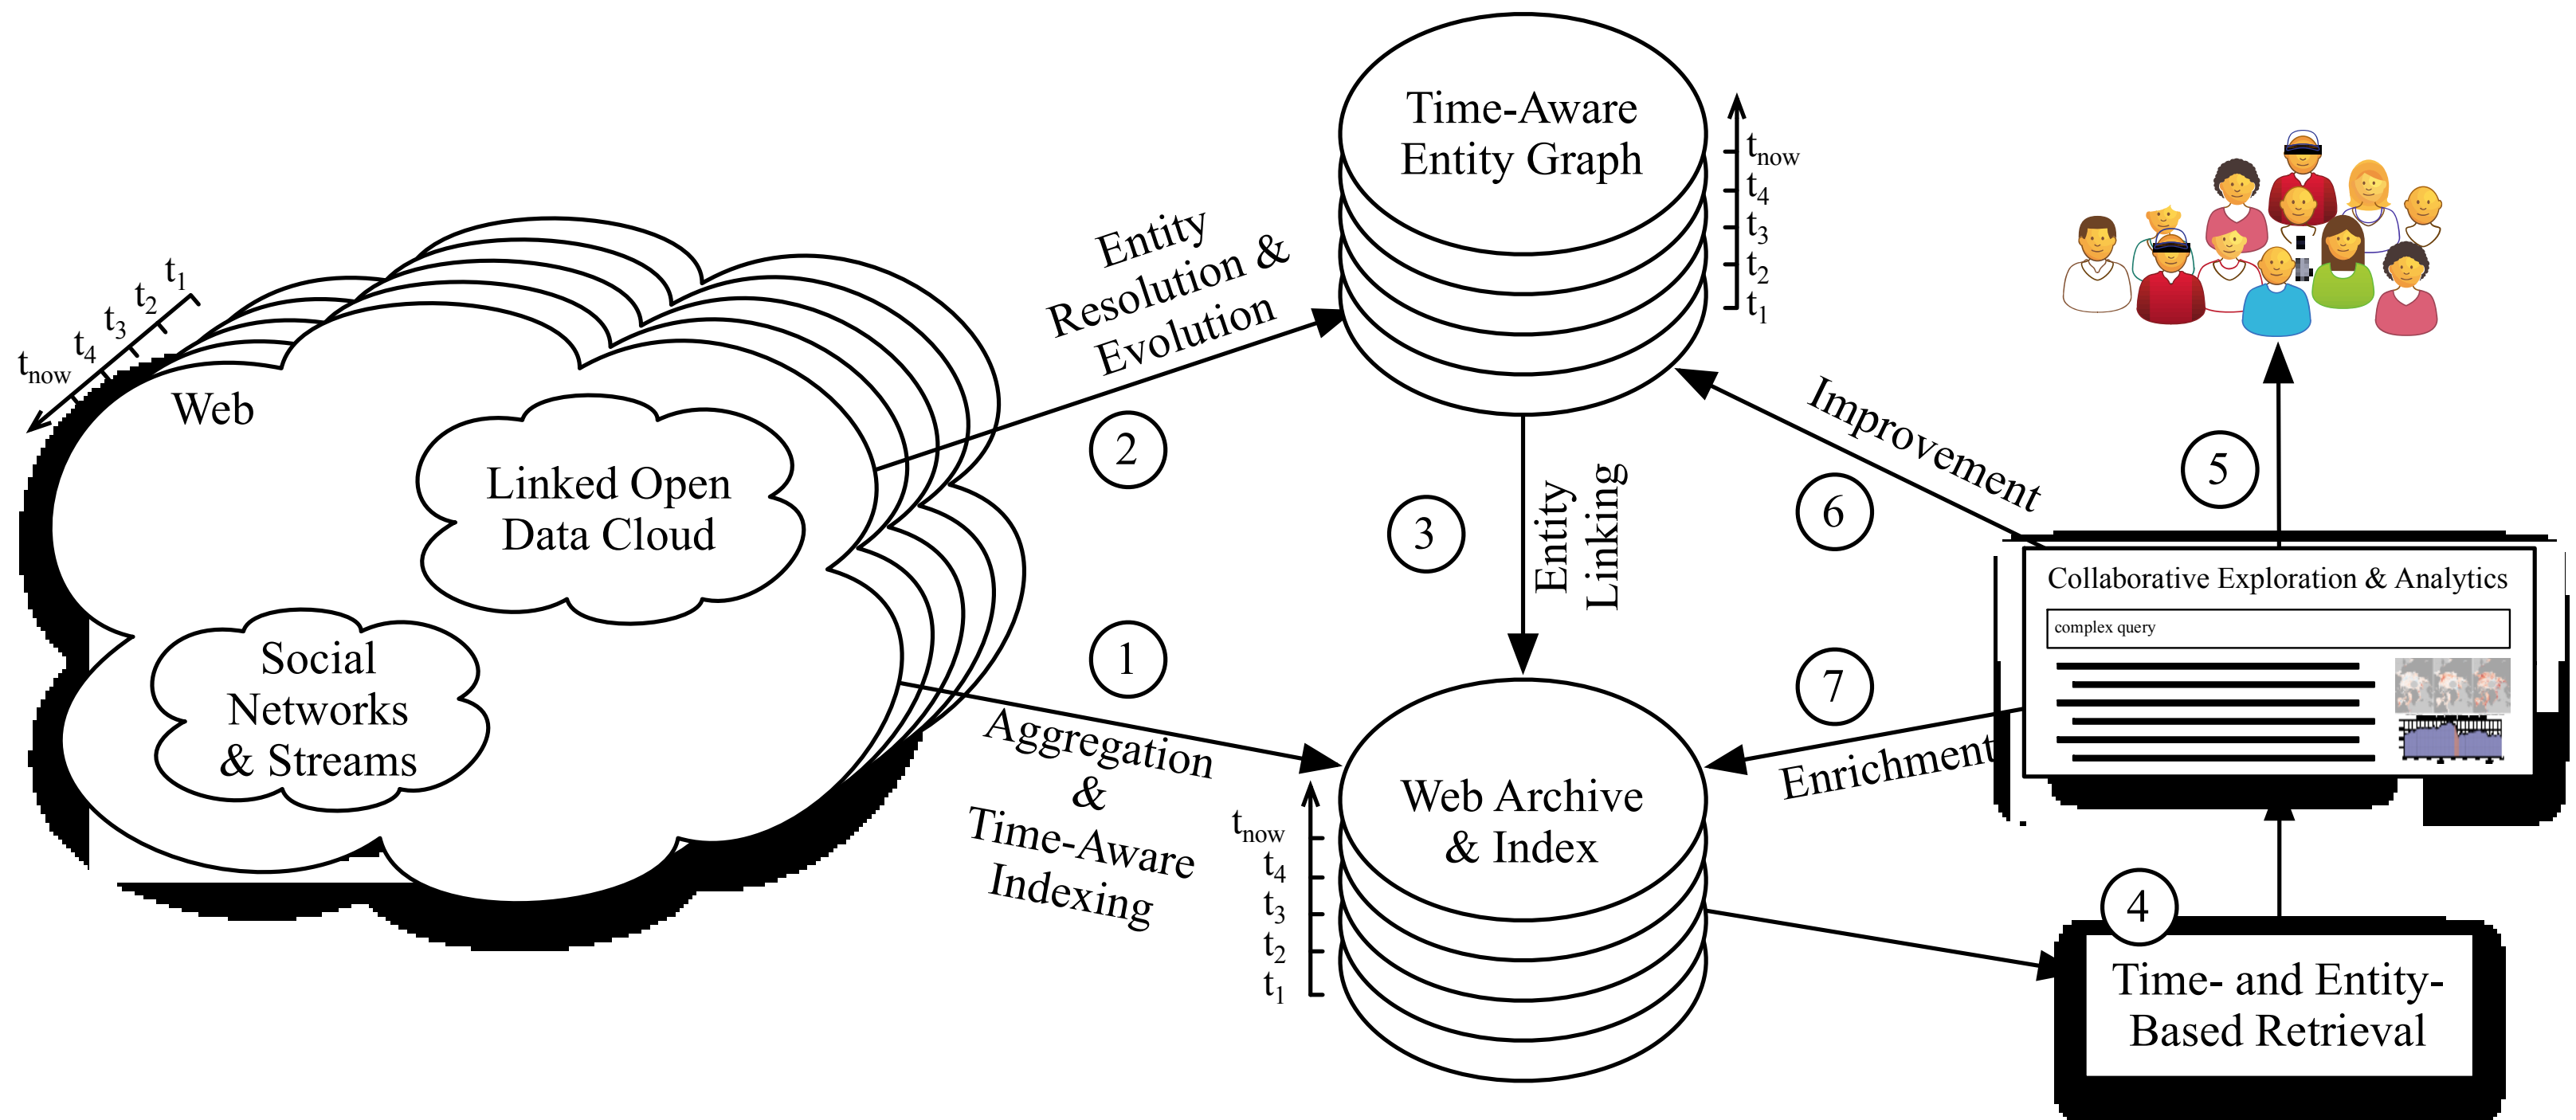 t1
t2
t3
t4
tnow
Web
Linked Open
Data Cloud
Social
Networks
& Streams
Entity
Resolution &
Evolution
2
1
Aggregation
&
Time-Aware
Indexing
Time-Aware
Entity Graph
tnow
t4
t3
t2
t1
3
Entity
Linking
Web Archive
& Index
tnow
t4
t3
t2
t1
Improvement
6
5
7
Enrichment
Collaborative Exploration & Analytics
complex query
4
Time- and Entity-
Based Retrieval